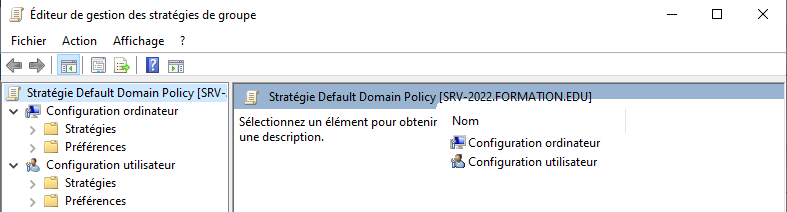 Éditeur de gestion des stratégies de groupe
Fichier Action Affichage ?
Stratégie Default Domain Policy [SRV-
Configuration ordinateur
Stratégies
Préférences
Configuration utilisateur
Stratégies
Préférences
Stratégie Default Domain Policy [SRV-2022.FORMATION.EDU]
Sélectionnez un élément pour obtenir
une description.
Nom
Configuration ordinateur
Configuration utilisateur